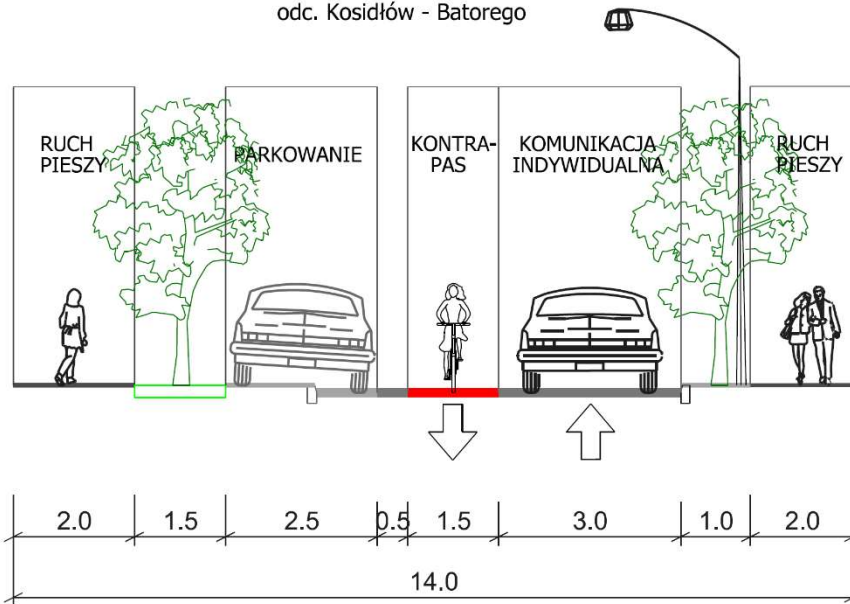 odc. Kosidłów - Batorego
RUCH
PIESZY
PARKOWANIE
KONTRA-
PAS
KOMUNIKACJA
INDYWIDUALNA
RUCH
PIESZY
2.0 1.5 2.5 0.5 1.5 3.0 1.0 2.0
14.0